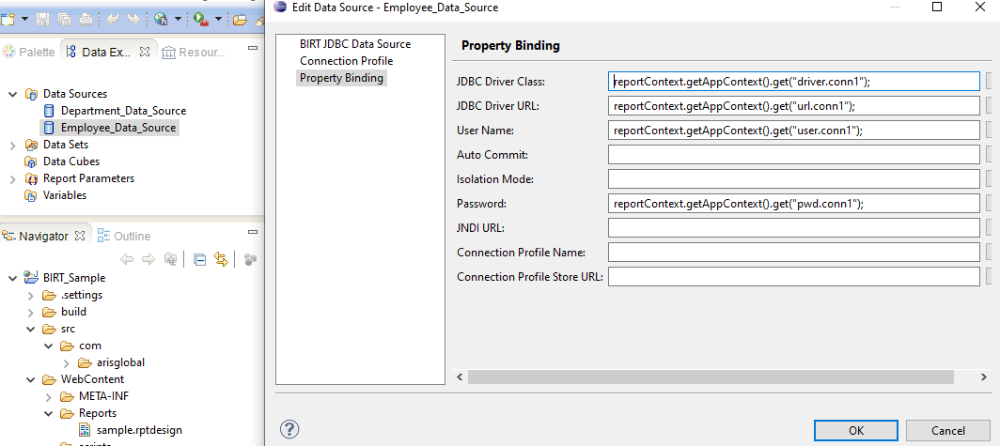 Palette
Data Ex...
Resour...
Data Sources
Department_Data_Source
Employee_Data_Source
Data Sets
Data Cubes
Report Parameters
Variables
Navigator
Outline
BIRT_Sample
.settings
build
src
com
arisglobal
WebContent
META-INF
Reports
sample.rptdesign
Edit Data Source - Employee_Data_Source
BIRT JDBC Data Source
Connection Profile
Property Binding
Property Binding
JDBC Driver Class: reportContext.getAppContext().get("driver.conn1");
JDBC Driver URL: reportContext.getAppContext().get("url.conn1");
User Name: reportContext.getAppContext().get("user.conn1");
Auto Commit:
Isolation Mode:
Password: reportContext.getAppContext().get("pwd.conn1");
JNDI URL:
Connection Profile Name:
Connection Profile Store URL:
OK Cancel